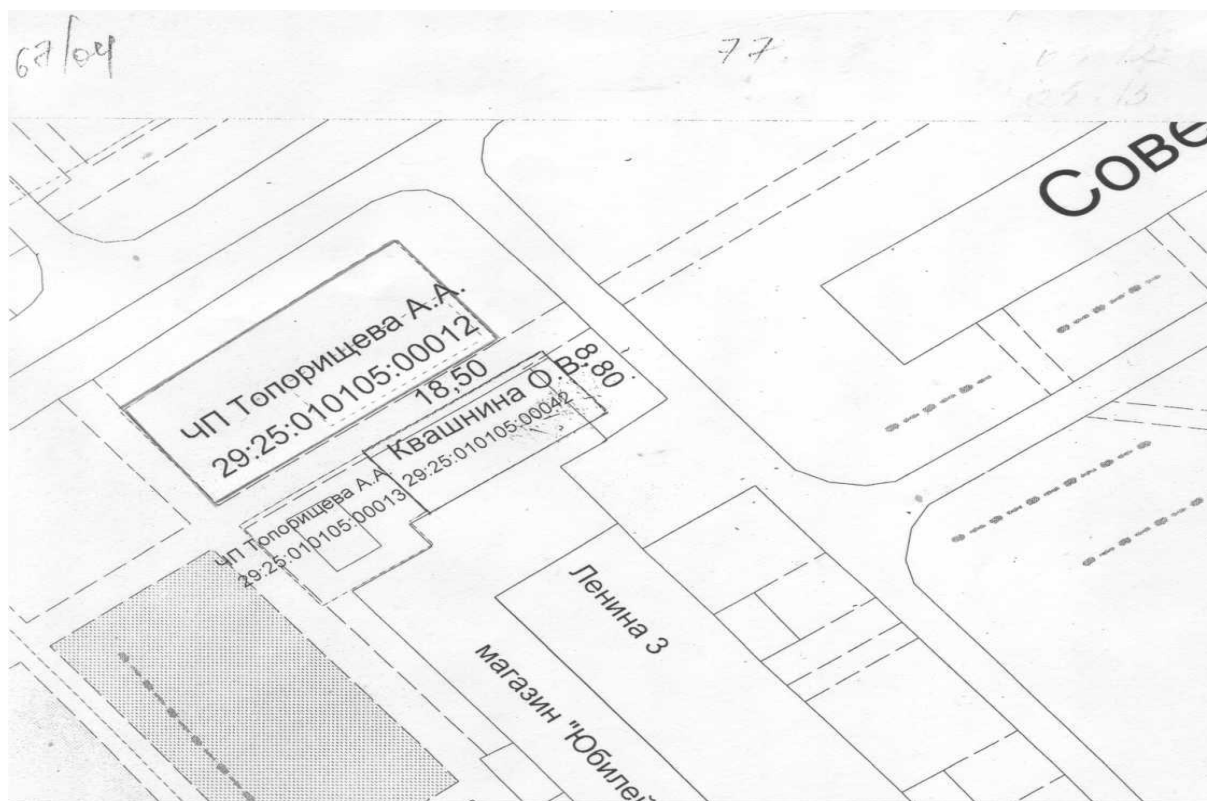 67/04
77.
Сове
ЧП Топорищева А.А.
29:25:010105:00012
18,50
Квашнина Ф.В.
8,80
29:25:010105:00042
ЧП Топорищева А.А
29:25:010105:00013
Ленина 3
магазин "Юбилей